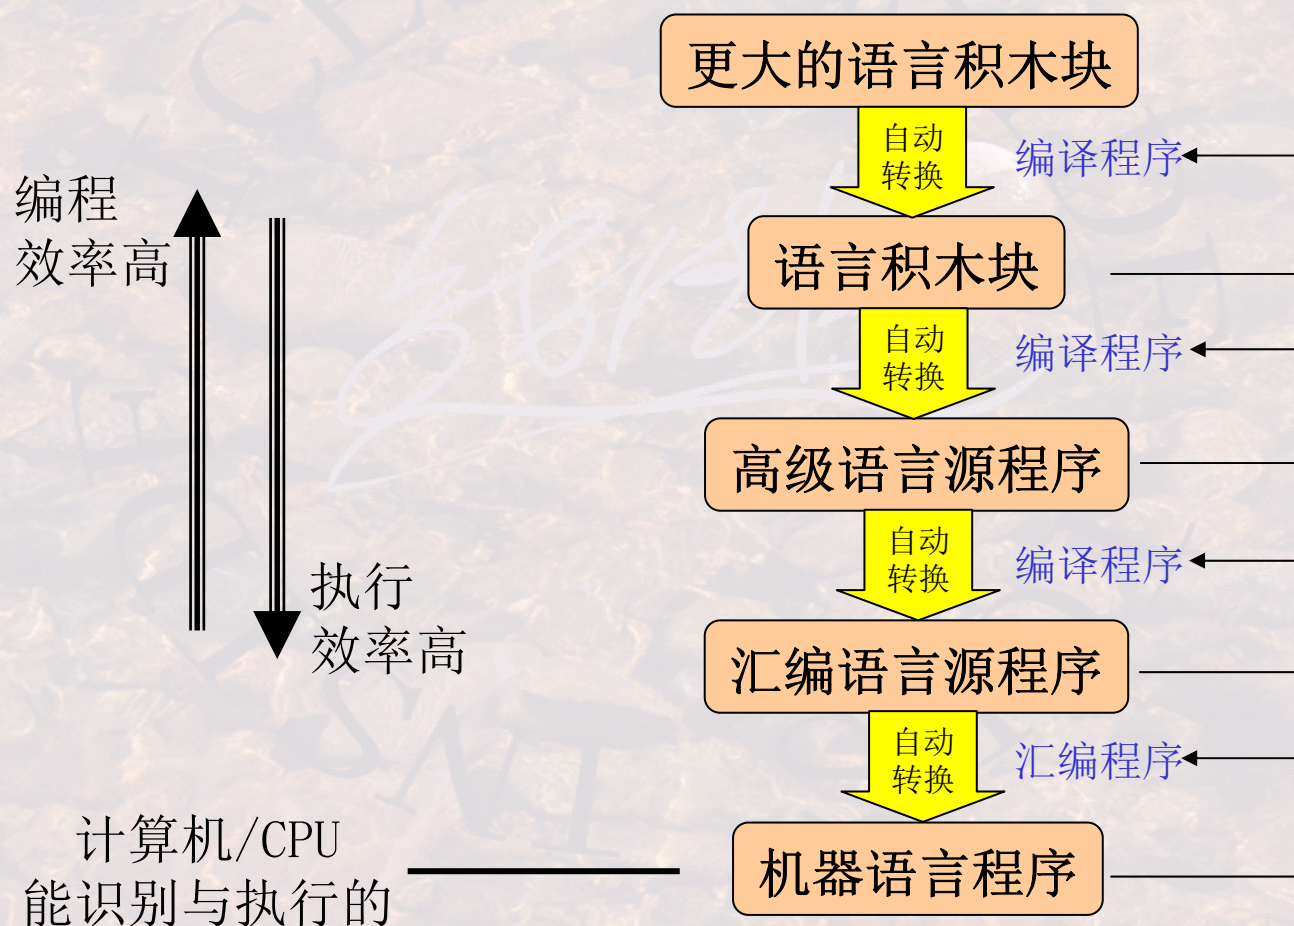 更大的语言积木块
自动
转换
编译程序
编程
效率高
语言积木块
自动
转换
编译程序
高级语言源程序
自动
转换
编译程序
执行
效率高
汇编语言源程序
自动
转换
汇编程序
计算机/CPU
能识别与执行的
机器语言程序